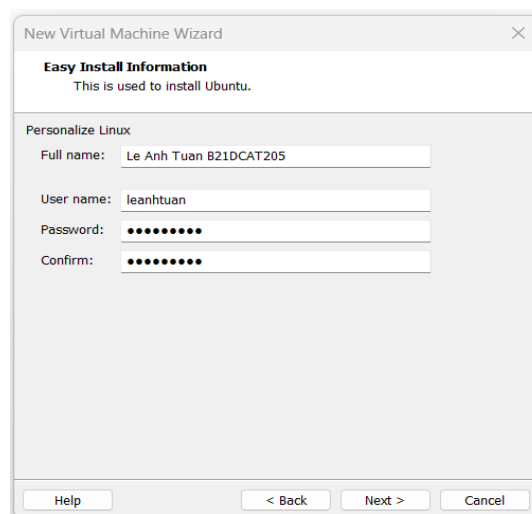 New Virtual Machine Wizard
Easy Install Information
This is used to install Ubuntu.
Personalize Linux
Full name: Le Anh Tuan B21DCAT205
User name: leanhtuan
Password: ●●●●●●●●●
Confirm: ●●●●●●●●●
Help < Back Next > Cancel